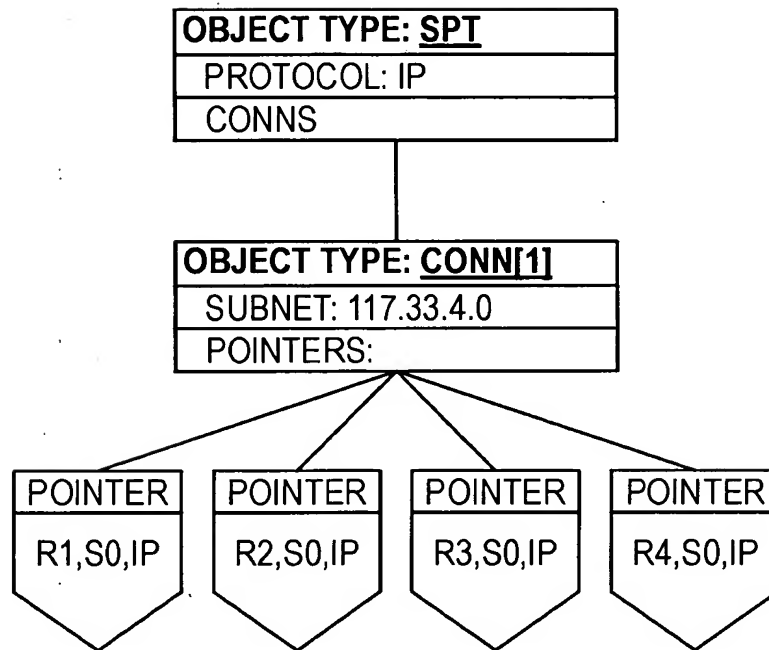 OBJECT TYPE: SPT
PROTOCOL: IP
CONNS
OBJECT TYPE: CONN[1]
SUBNET: 117.33.4.0
POINTERS:
POINTER POINTER POINTER POINTER
R1,S0,IP R2,S0,IP R3,S0,IP R4,S0,IP